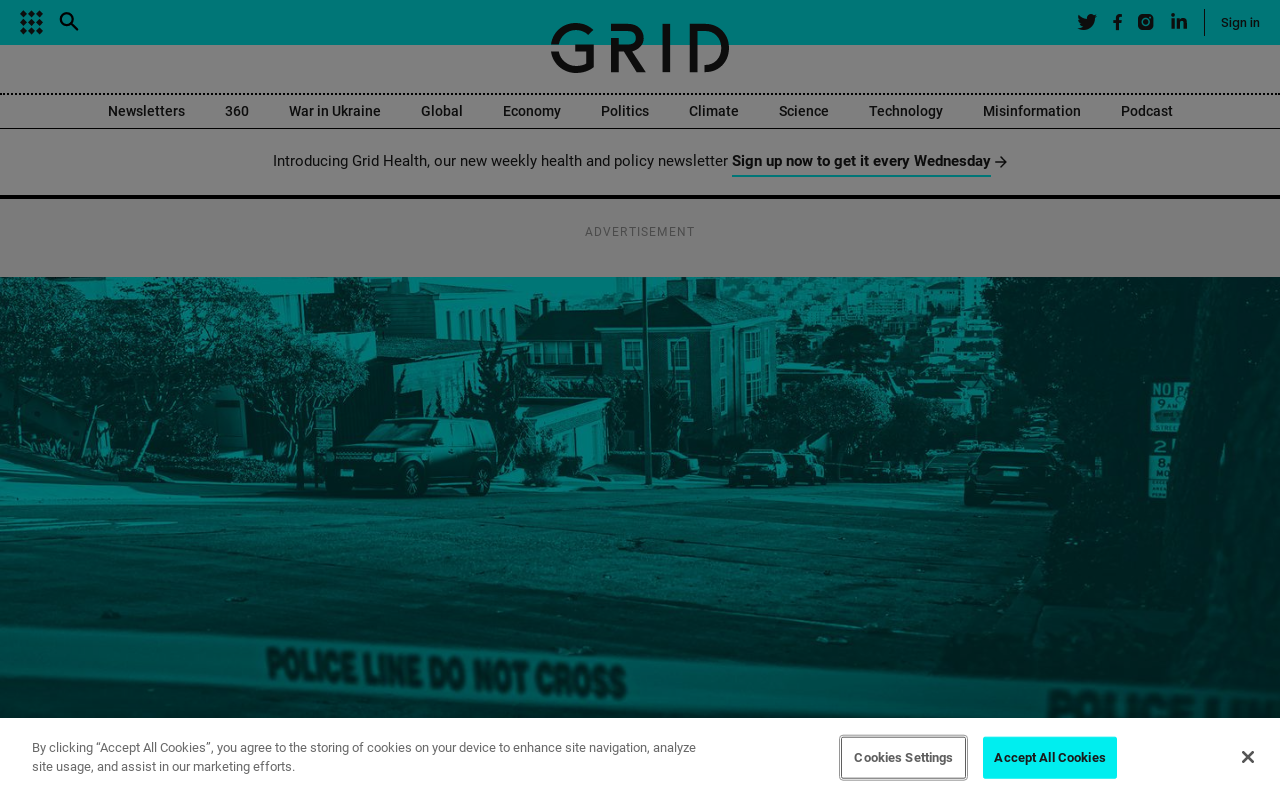 GRID
Sign in
Newsletters 360 War in Ukraine Global Economy Politics Climate Science Technology Misinformation Podcast
Introducing Grid Health, our new weekly health and policy newsletter Sign up now to get it every Wednesday →
ADVERTISEMENT
NO PA
9 AM
STREE
2
8
MO
POLICE LINE DO NOT CROSS
POLICE LINE
By clicking “Accept All Cookies”, you agree to the storing of cookies on your device to enhance site navigation, analyze
site usage, and assist in our marketing efforts.
Cookies Settings
Accept All Cookies